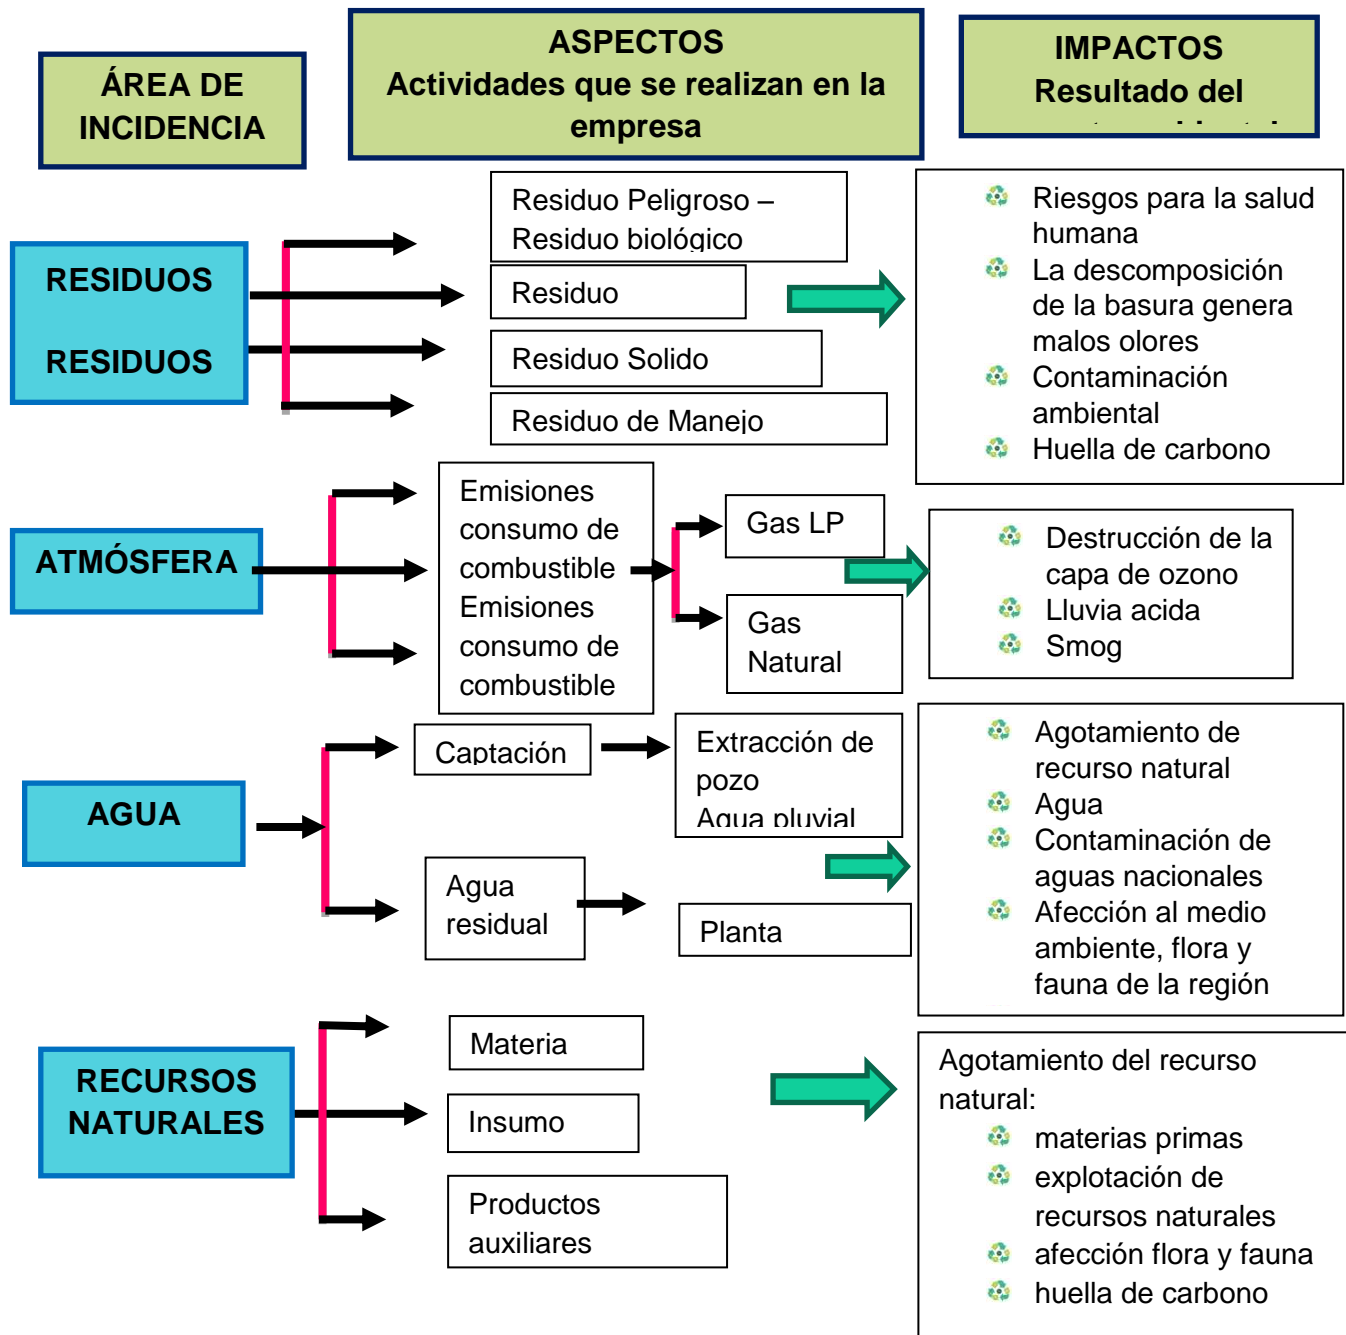 ÁREA DE
INCIDENCIA
ASPECTOS
Actividades que se realizan en la
empresa
IMPACTOS
Resultado del
RESIDUOS
RESIDUOS
Residuo Peligroso –
Residuo biológico
Residuo
Residuo Solido
Residuo de Manejo
Riesgos para la salud
humana
La descomposición
de la basura genera
malos olores
Contaminación
ambiental
Huella de carbono
ATMÓSFERA
Emisiones
consumo de
combustible
Emisiones
consumo de
combustible
Gas LP
Gas
Natural
Destrucción de la
capa de ozono
Lluvia acida
Smog
AGUA
Captación
Extracción de
pozo
Agua pluvial
Agua
residual
Planta
Agotamiento de
recurso natural
Agua
Contaminación de
aguas nacionales
Afección al medio
ambiente, flora y
fauna de la región
RECURSOS
NATURALES
Materia
Insumo
Productos
auxiliares
Agotamiento del recurso
natural:
materias primas
explotación de
recursos naturales
afección flora y fauna
huella de carbono